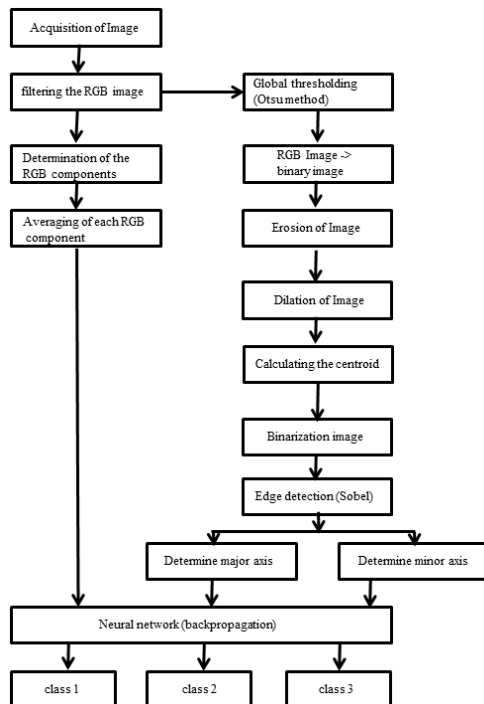 Acquisition of Image
filtering the RGB image
Global thresholding
(Otsu method)
Determination of the
RGB components
RGB Image ->
binary image
Averaging of each RGB
component
Erosion of Image
Dilation of Image
Calculating the centroid
Binarization image
Edge detection (Sobel)
Determine major axis
Determine minor axis
Neural network (backpropagation)
class 1
class 2
class 3